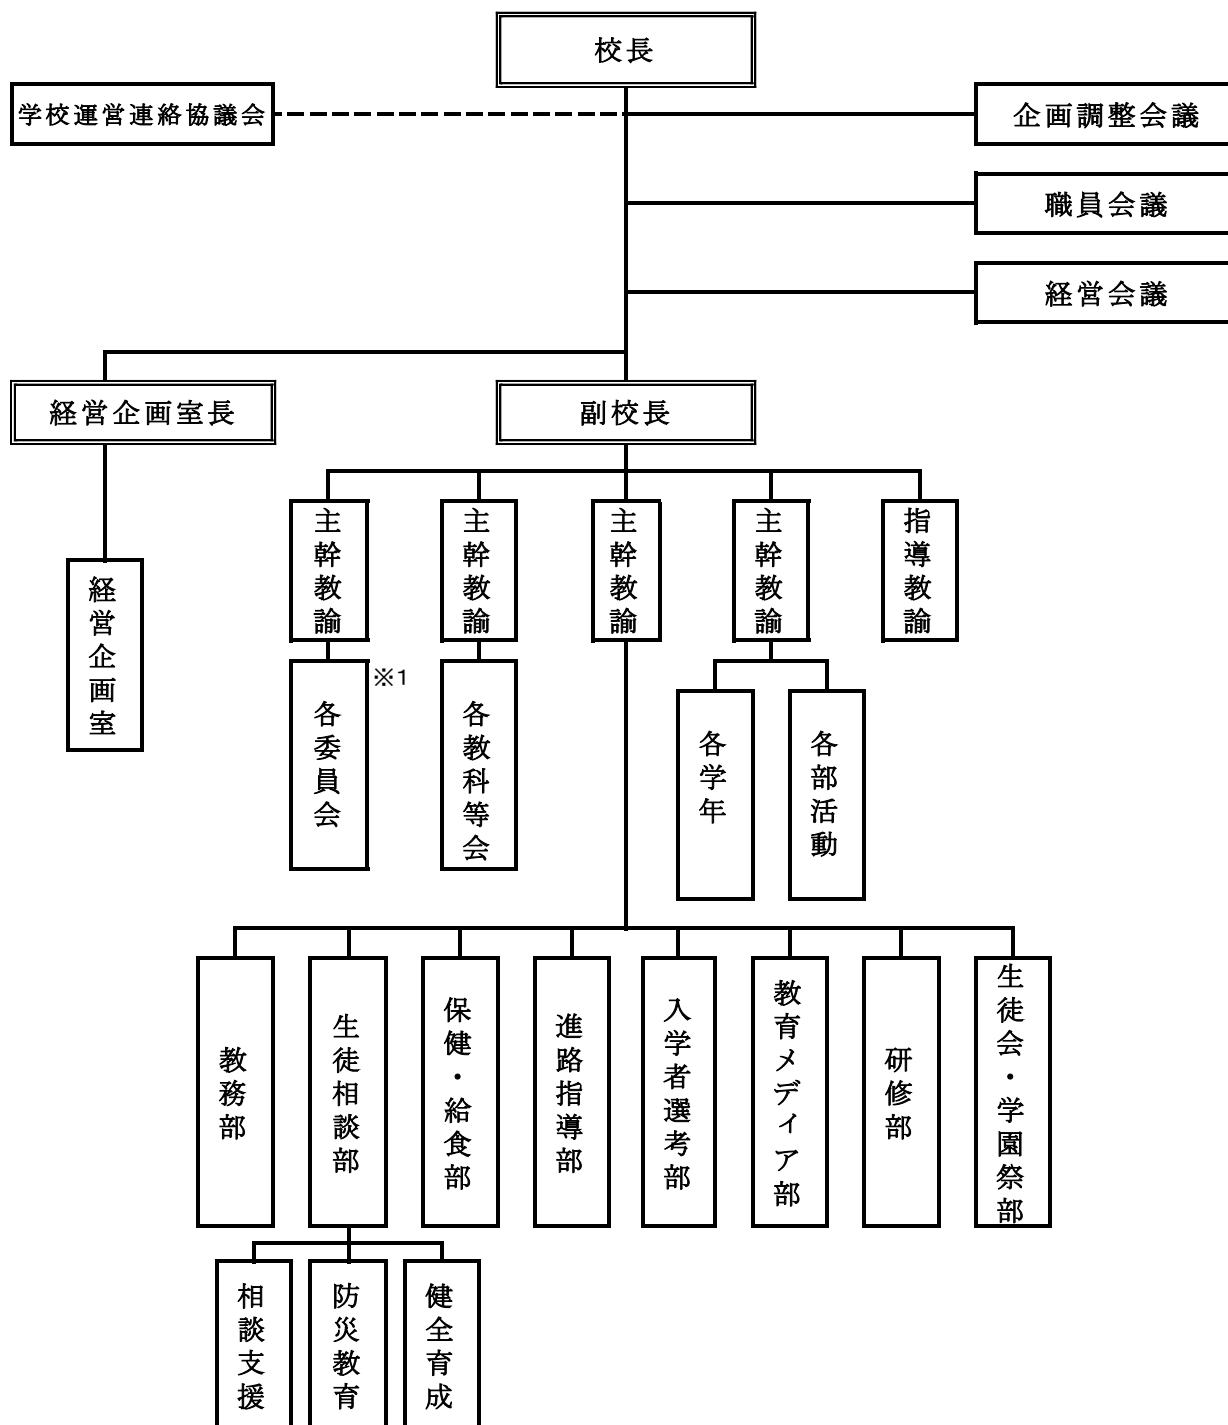 校長
学校運営連絡協議会
企画調整会議
職員会議
経営会議
経営企画室長
副校長
主幹教諭
主幹教諭
主幹教諭
主幹教諭
指導教諭
経営企画室
各委員会
※1
各教科等会
各学年
各部活動
教務部
生徒相談部
保健・給食部
進路指導部
入学者選考部
教育メディア部
研修部
生徒会・学園祭部
相談支援
防災教育
健全育成